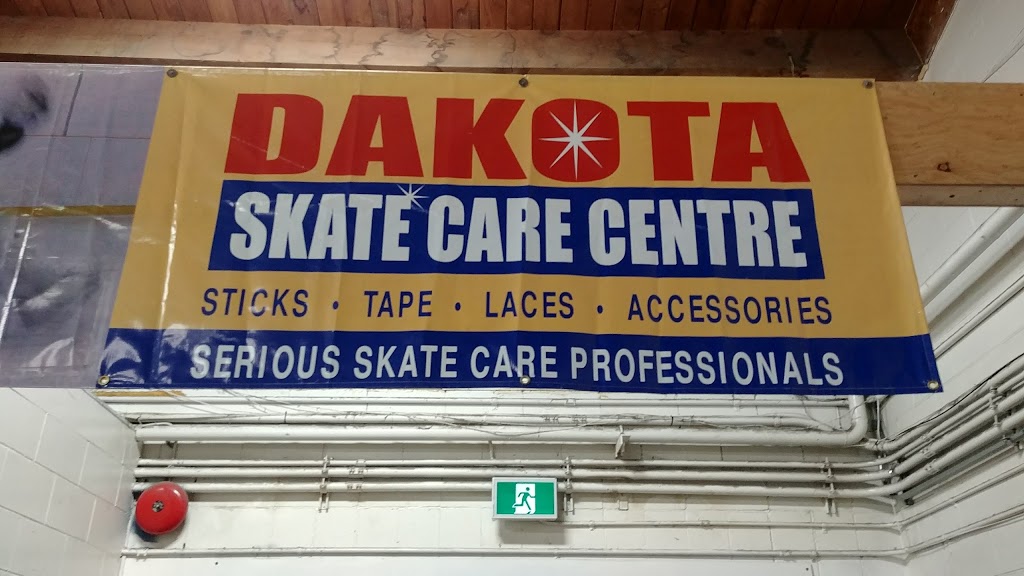 DAKOTA
SKATE CARE CENTRE
STICKS • TAPE • LACES • ACCESSORIES
SERIOUS SKATE CARE PROFESSIONALS